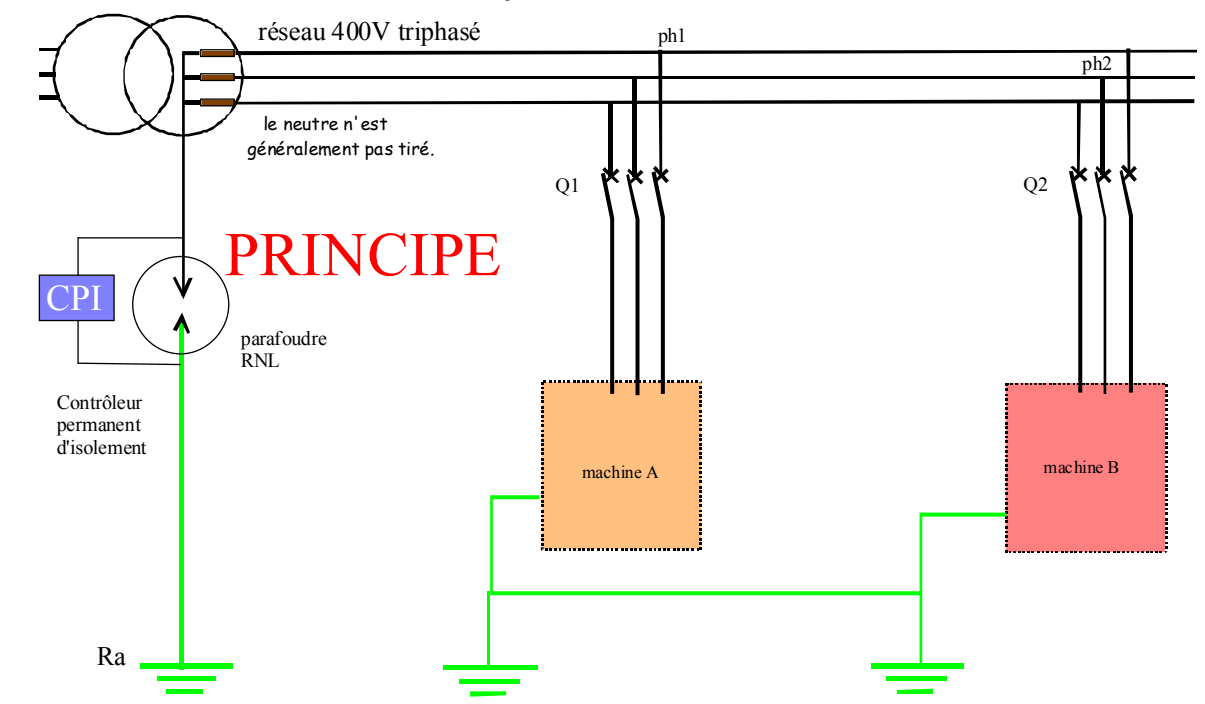 réseau 400V triphasé
ph1
ph2
le neutre n'est
généralement pas tiré.
Q1
Q2
PRINCIPE
CPI
parafoudre
RNL
Contrôleur
permanent
d'isolement
machine A
machine B
Ra